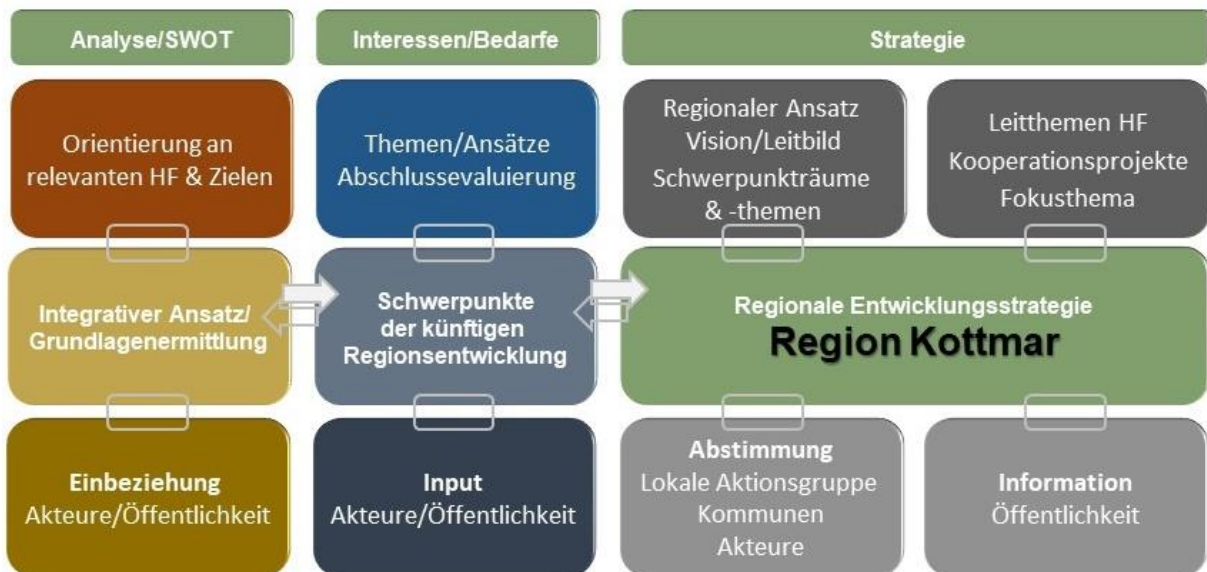 Analyse/SWOT
Interessen/Bedarfe
Strategie
Orientierung an
relevanten HF & Zielen
Themen/Ansätze
Abschlussevaluierung
Regionaler Ansatz
Vision/Leitbild
Schwerpunkträume
& -themen
Leitthemen HF
Kooperationsprojekte
Fokusthema
Integrativer Ansatz/
Grundlagenermittlung
Schwerpunkte
der künftigen
Regionsentwicklung
Regionale Entwicklungsstrategie
Region Kottmar
Einbeziehung
Akteure/Öffentlichkeit
Input
Akteure/Öffentlichkeit
Abstimmung
Lokale Aktionsgruppe
Kommunen
Akteure
Information
Öffentlichkeit